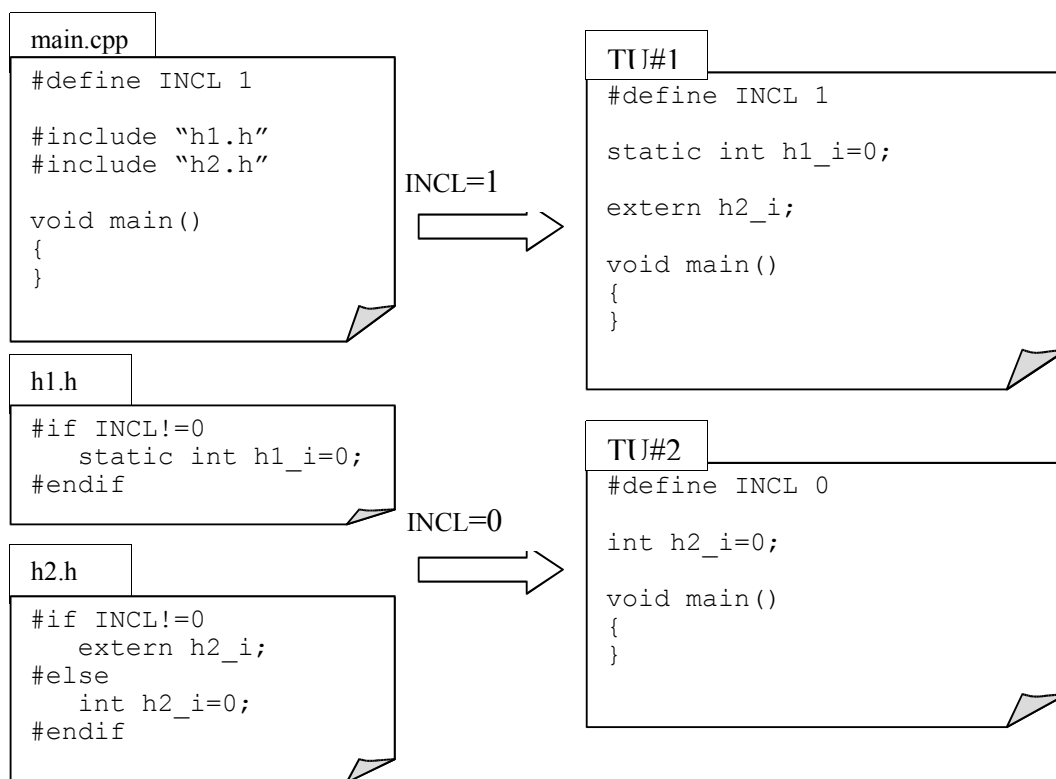 main.cpp
#define INCL 1
#include “h1.h”
#include “h2.h”
void main()
{
}
h1.h
#if INCL!=0
static int h1_i=0;
#endif
h2.h
#if INCL!=0
extern h2_i;
#else
int h2_i=0;
#endif
INCL=1
INCL=0
TU#1
#define INCL 1
static int h1_i=0;
extern h2_i;
void main()
{
}
TU#2
#define INCL 0
int h2_i=0;
void main()
{
}